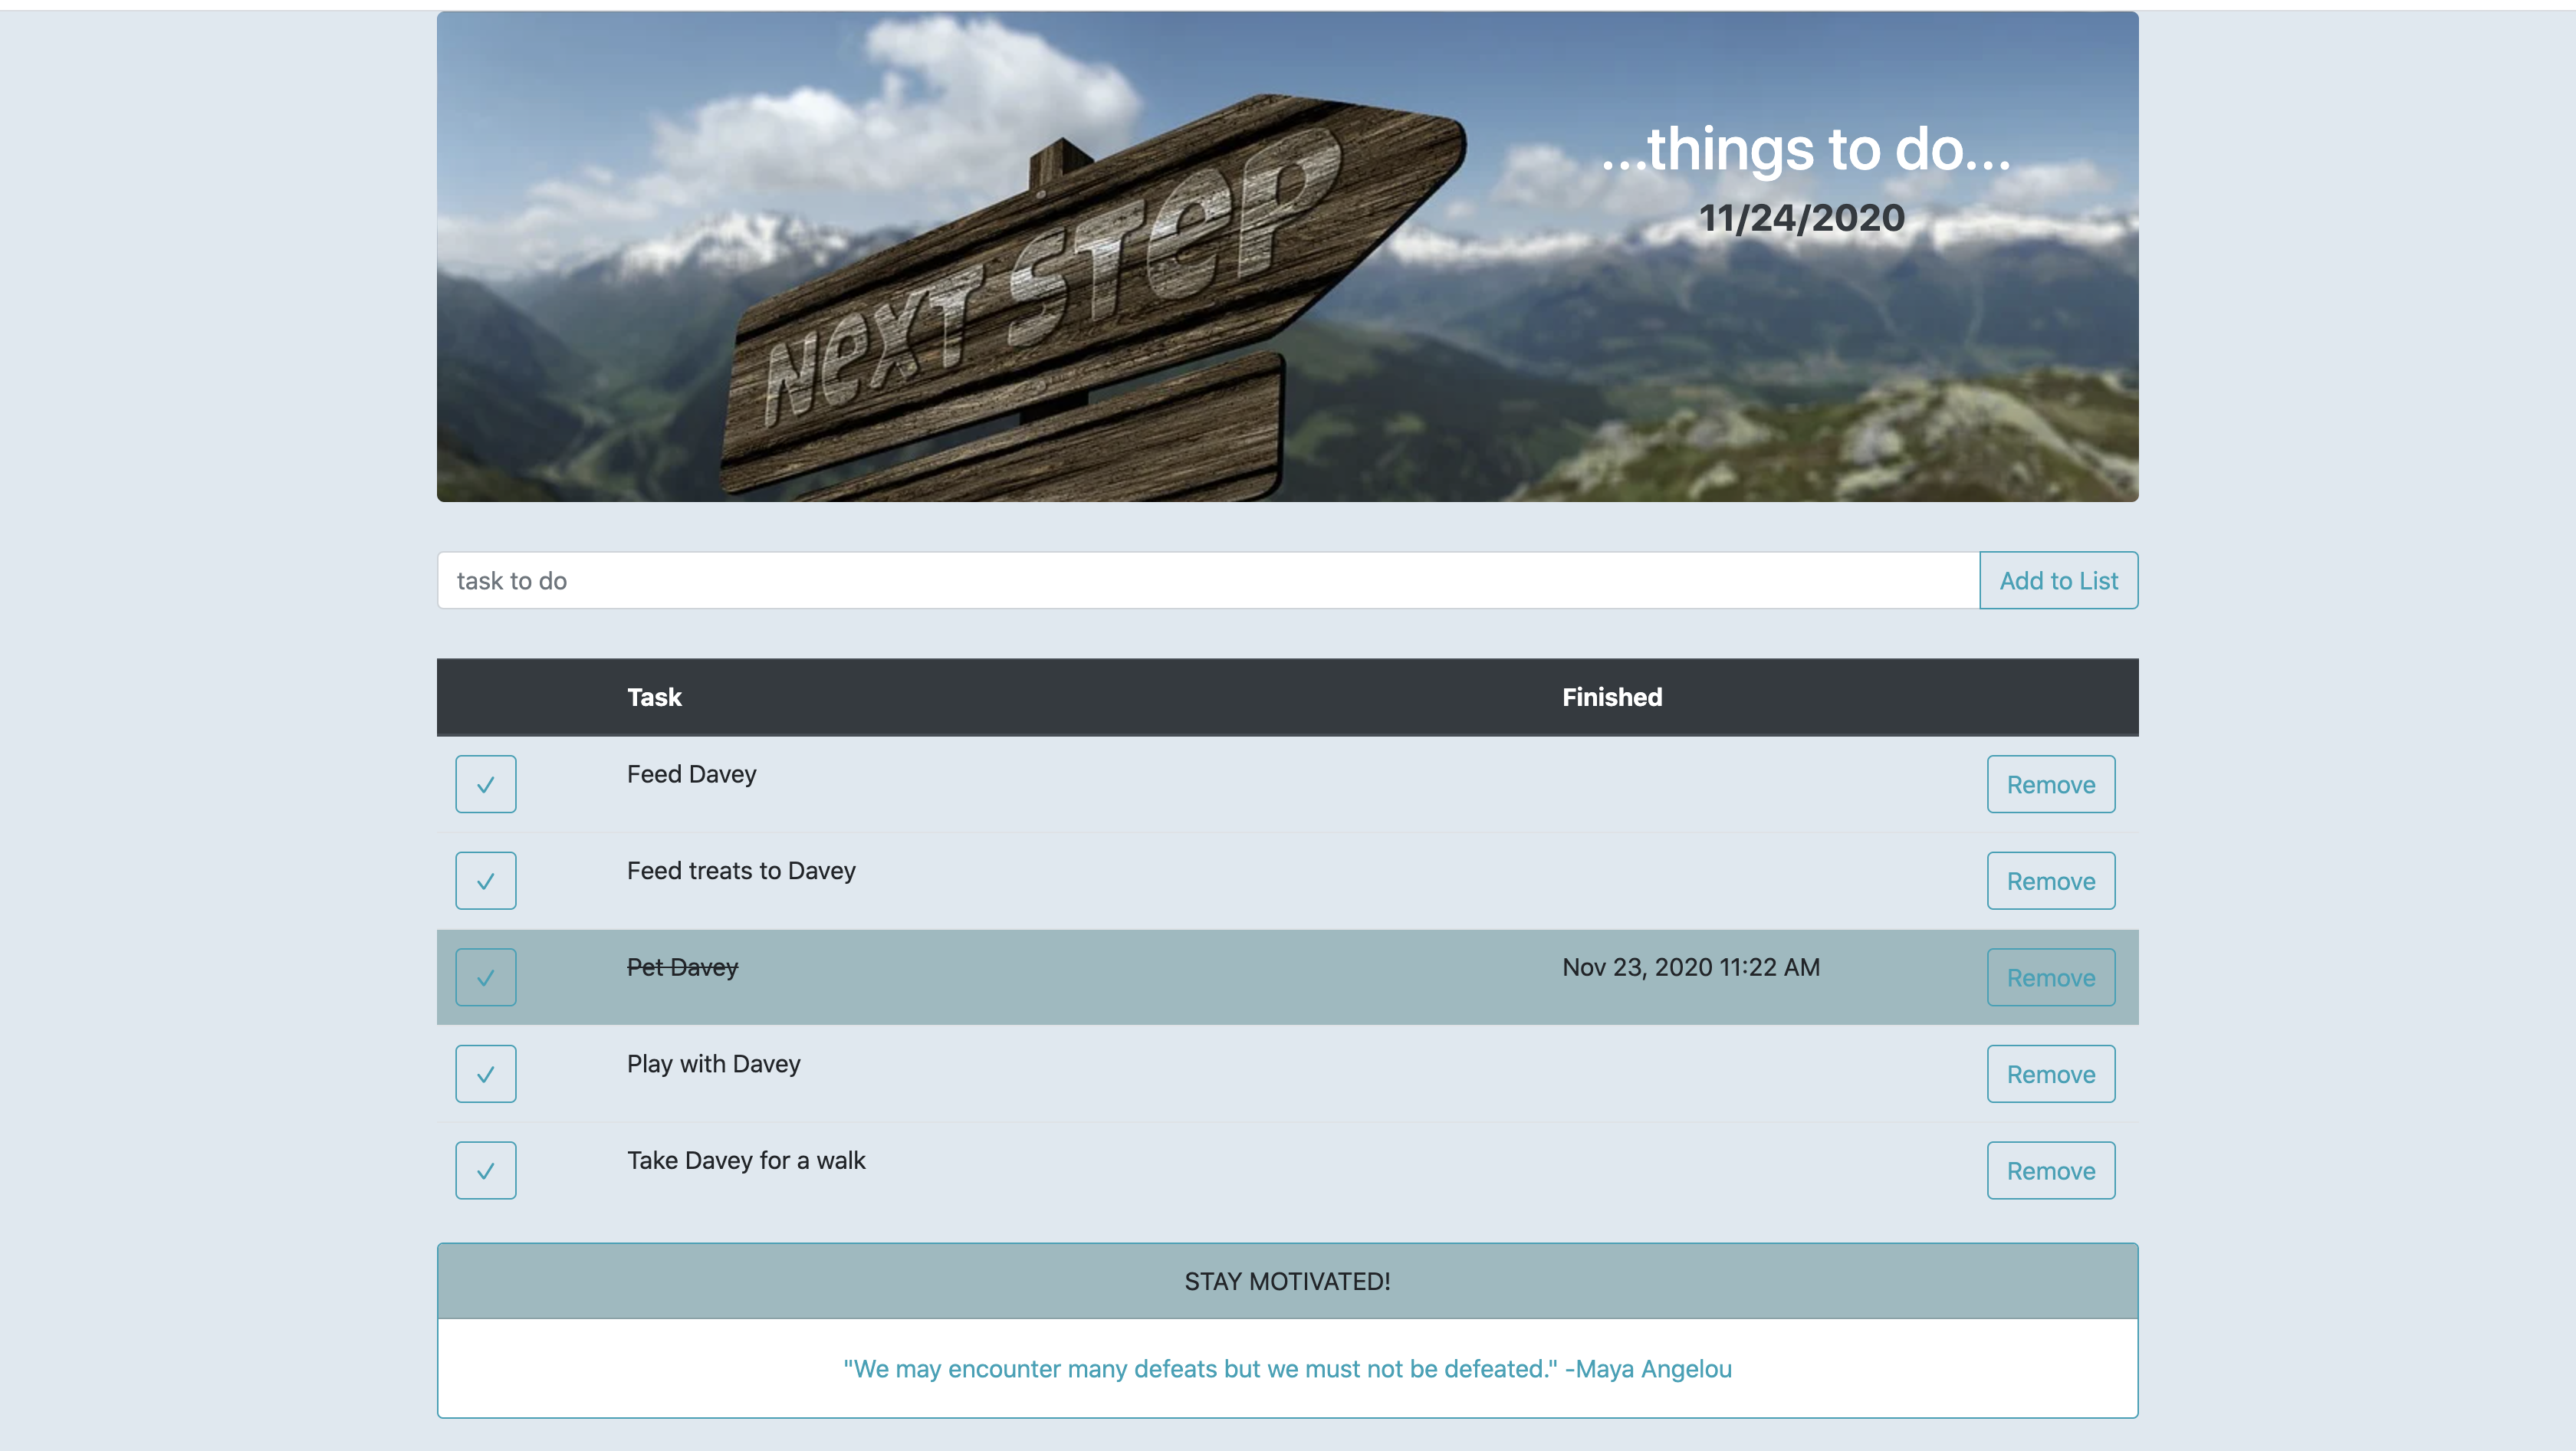 NEXT STEP
...things to do...
11/24/2020
task to do Add to List
Task Finished
Feed Davey Remove
Feed treats to Davey Remove
Pet Davey Nov 23, 2020 11:22 AM Remove
Play with Davey Remove
Take Davey for a walk Remove
STAY MOTIVATED!
"We may encounter many defeats but we must not be defeated." -Maya Angelou